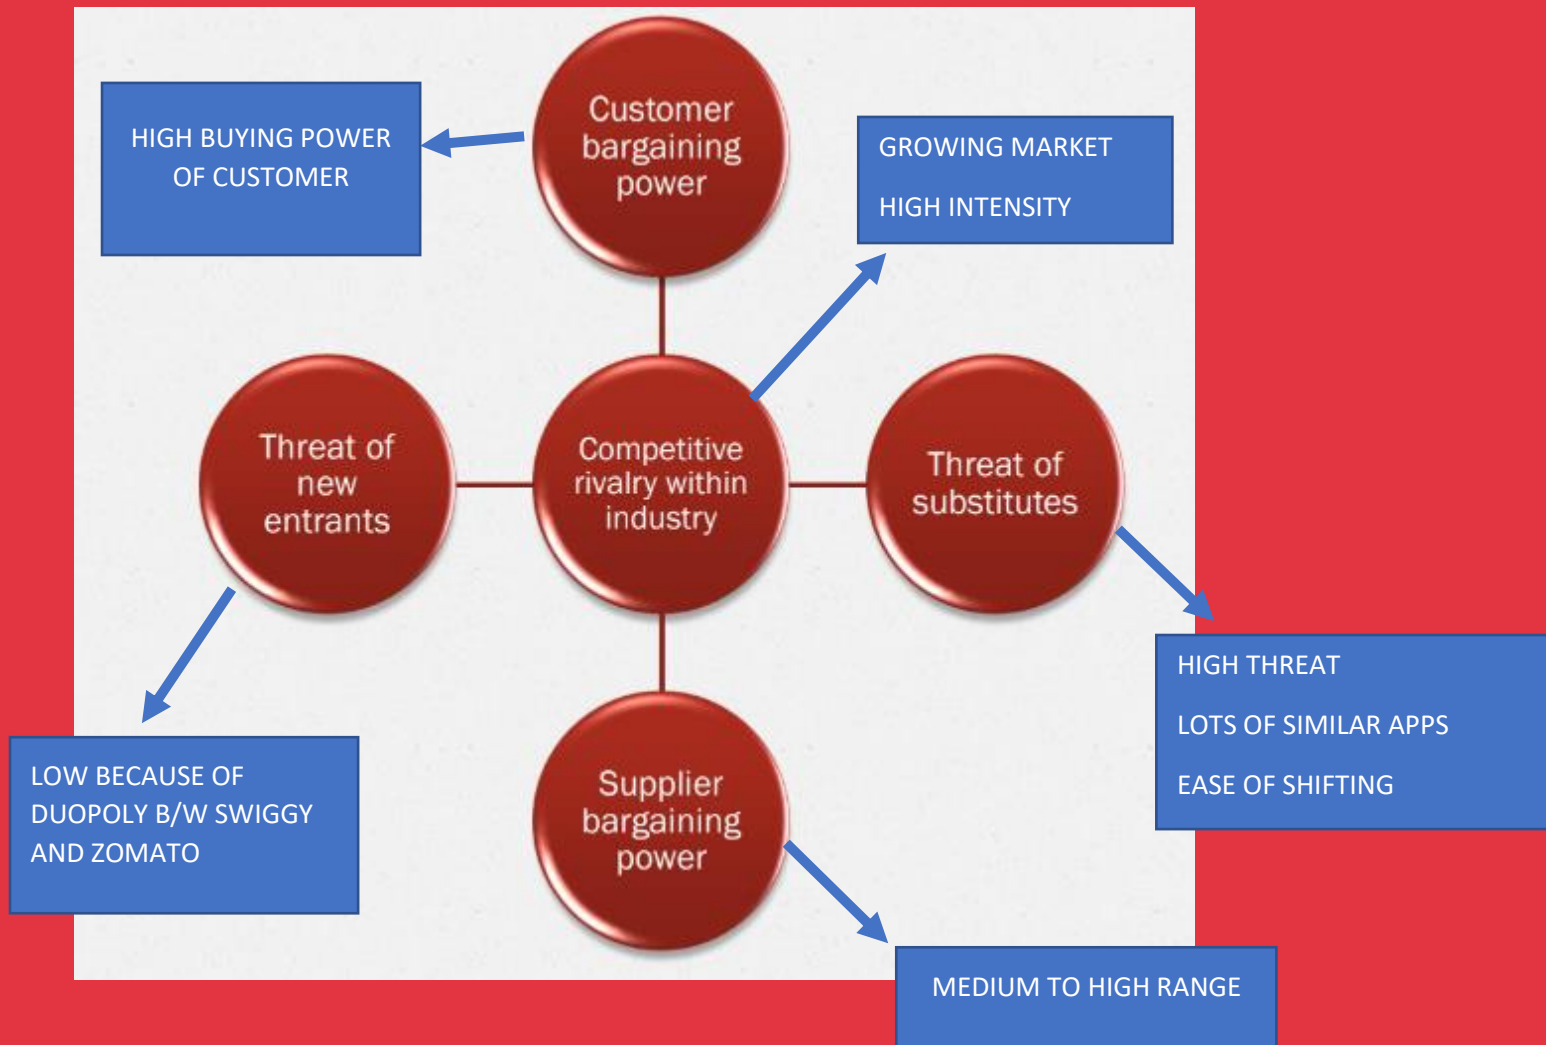 Customer
bargaining
power
HIGH BUYING POWER
OF CUSTOMER
GROWING MARKET
HIGH INTENSITY
Threat of
new
entrants
Competitive
rivalry within
industry
Threat of
substitutes
HIGH THREAT
LOTS OF SIMILAR APPS
EASE OF SHIFTING
LOW BECAUSE OF
DUOPOLY B/W SWIGGY
AND ZOMATO
Supplier
bargaining
power
MEDIUM TO HIGH RANGE